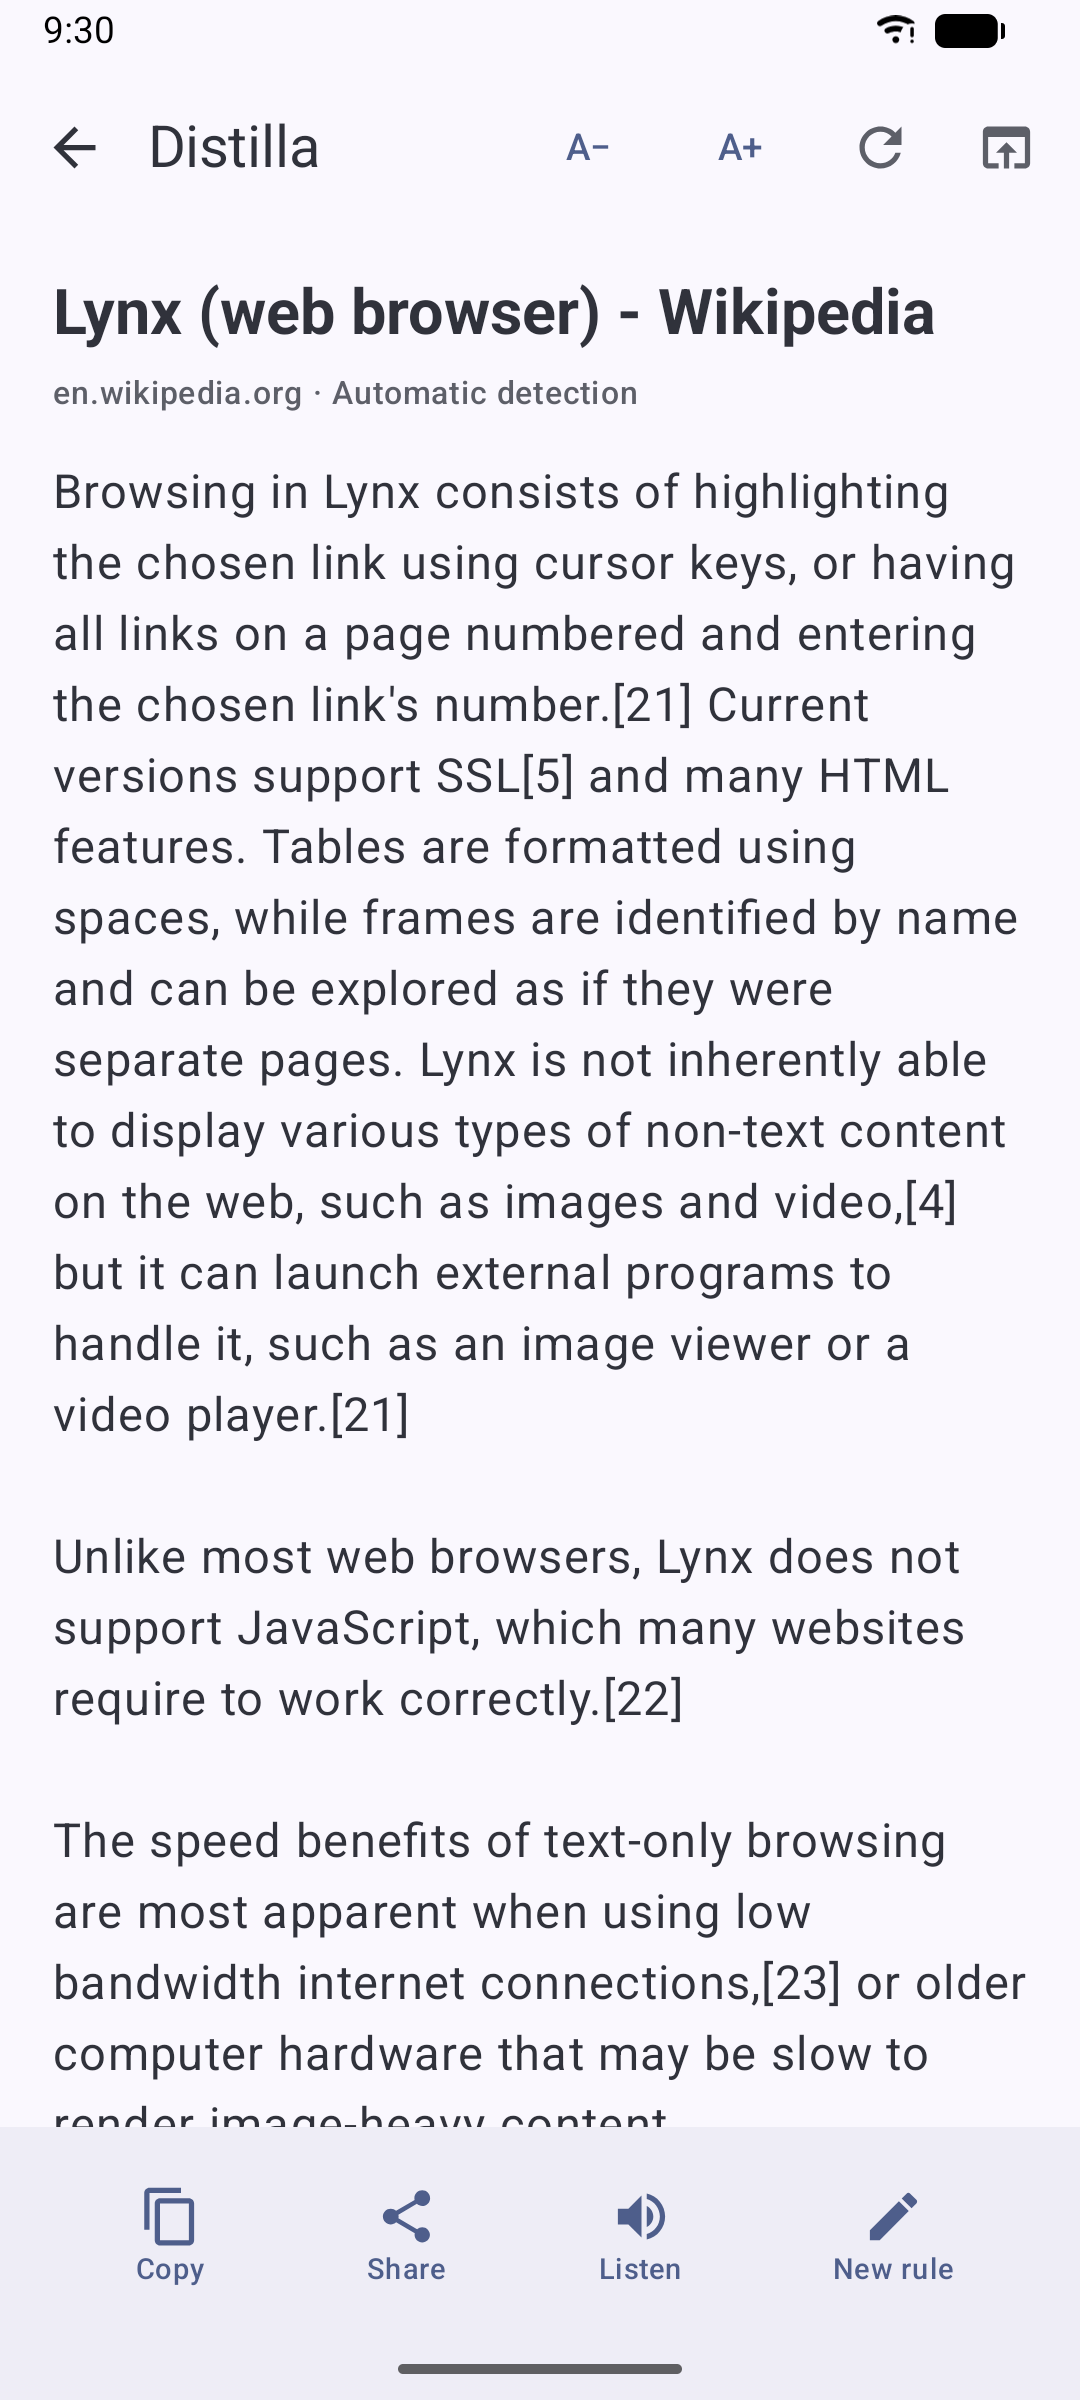 9:30
Distilla
A−
A+
Lynx (web browser) - Wikipedia
en.wikipedia.org · Automatic detection
Browsing in Lynx consists of highlighting
the chosen link using cursor keys, or having
all links on a page numbered and entering
the chosen link's number.[21] Current
versions support SSL[5] and many HTML
features. Tables are formatted using
spaces, while frames are identified by name
and can be explored as if they were
separate pages. Lynx is not inherently able
to display various types of non-text content
on the web, such as images and video,[4]
but it can launch external programs to
handle it, such as an image viewer or a
video player.[21]
Unlike most web browsers, Lynx does not
support JavaScript, which many websites
require to work correctly.[22]
The speed benefits of text-only browsing
are most apparent when using low
bandwidth internet connections,[23] or older
computer hardware that may be slow to
render image-heavy content.
Copy
Share
Listen
New rule